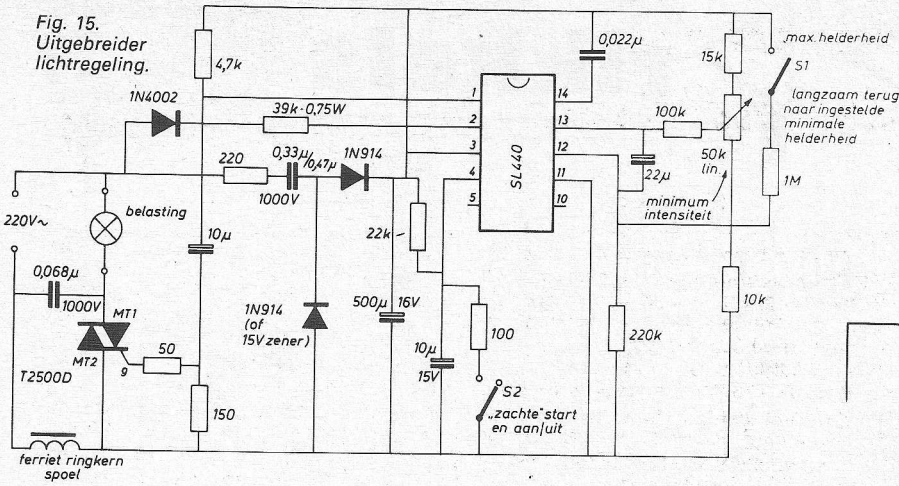 Fig. 15.
Uitgebreider
lichtregeling.
4,7k
1N4002
39k-0,75W
220
0,33µ/0,47µ
1000V
1N914
220V~
belasting
0,068µ
1000V
MT1
MT2
g
T2500D
50
10µ
150
ferriet ringkern
spoel
1N914
(of
15V zener)
500µ
16V
22k
10µ
15V
100
S2
„zachte" start
en aan/uit
0,022µ
SL440
1
2
3
4
5
14
13
12
11
10
100k
22µ
15k
50k
lin.
minimum
intensiteit
220k
10k
1M
S1
„max. helderheid
langzaam terug
naar ingestelde
minimale
helderheid